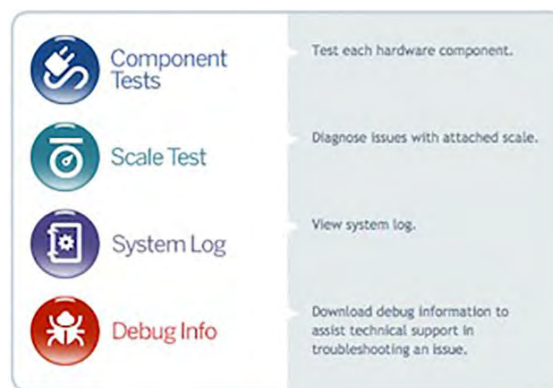 Component
Tests
Test each hardware component.
Scale Test
Diagnose issues with attached scale.
System Log
View system log.
Debug Info
Download debug information to
assist technical support in
troubleshooting an issue.